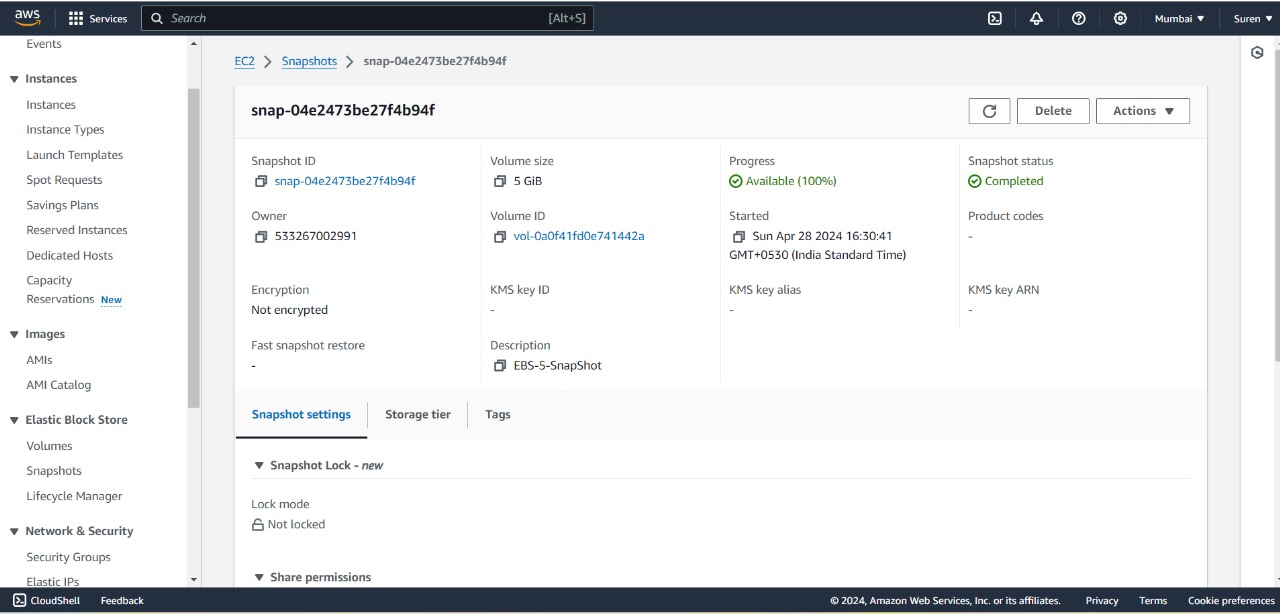 aws Services Search [Alt+S] Mumbai ▼ Suren ▼
Events
Instances
Instances
Instance Types
Launch Templates
Spot Requests
Savings Plans
Reserved Instances
Dedicated Hosts
Capacity
Reservations New
Images
AMIs
AMI Catalog
Elastic Block Store
Volumes
Snapshots
Lifecycle Manager
Network & Security
Security Groups
Elastic IPs
EC2 > Snapshots > snap-04e2473be27f4b94f
snap-04e2473be27f4b94f
Delete
Actions ▼
Snapshot ID
snap-04e2473be27f4b94f
Volume size
5 GiB
Progress
Available (100%)
Snapshot status
Completed
Owner
533267002991
Volume ID
vol-0a0f41fd0e741442a
Started
Sun Apr 28 2024 16:30:41
GMT+0530 (India Standard Time)
Product codes
-
Encryption
Not encrypted
KMS key ID
-
KMS key alias
-
KMS key ARN
-
Fast snapshot restore
-
Description
EBS-5-SnapShot
Snapshot settings
Storage tier
Tags
Snapshot Lock - new
Lock mode
Not locked
Share permissions
CloudShell Feedback © 2024, Amazon Web Services, Inc. or its affiliates. Privacy Terms Cookie preferences